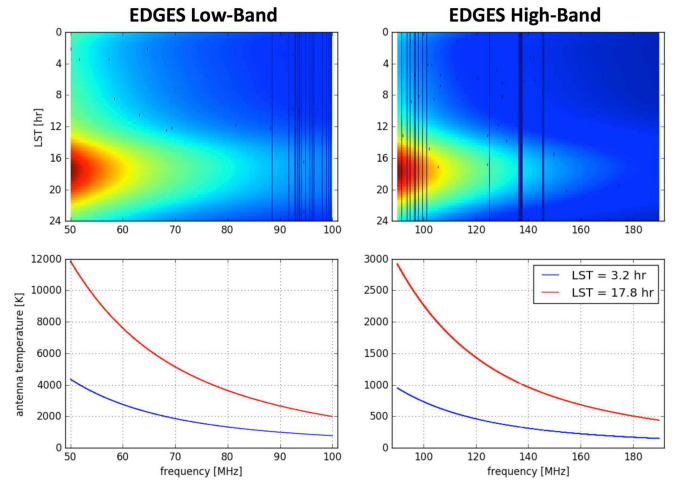 EDGES Low-Band
EDGES High-Band
0
4
8
12
16
20
24
LST [hr]
50 60 70 80 90 100
0
4
8
12
16
20
24
100 120 140 160 180
12000
10000
8000
6000
4000
2000
0
antenna temperature [K]
50 60 70 80 90 100
frequency [MHz]
3000
2500
2000
1500
1000
500
0
LST = 3.2 hr
LST = 17.8 hr
100 120 140 160 180
frequency [MHz]